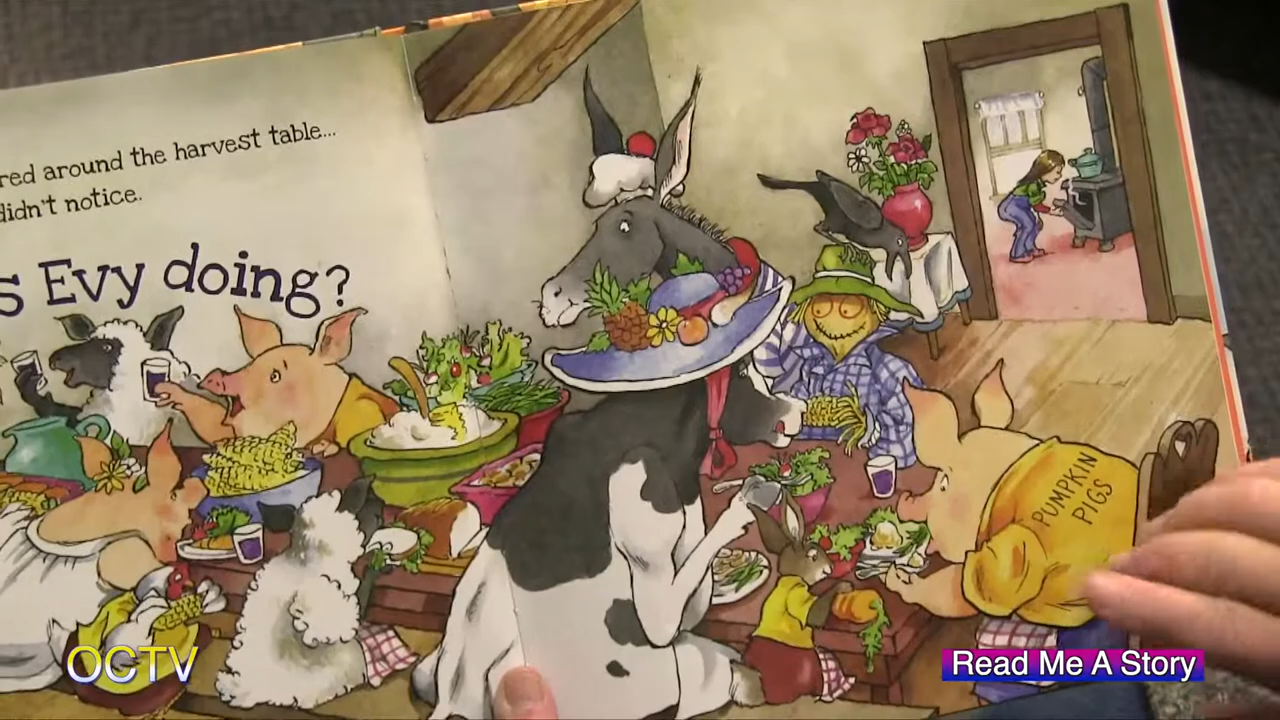 red around the harvest table...
didn't notice.
s Evy doing?
PUMPKIN
PIGS
OCTV
Read Me A Story